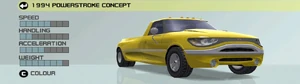 1994 POWERSTROKE CONCEPT
SPEED
HANDLING
ACCELERATION
WEIGHT
C COLOUR